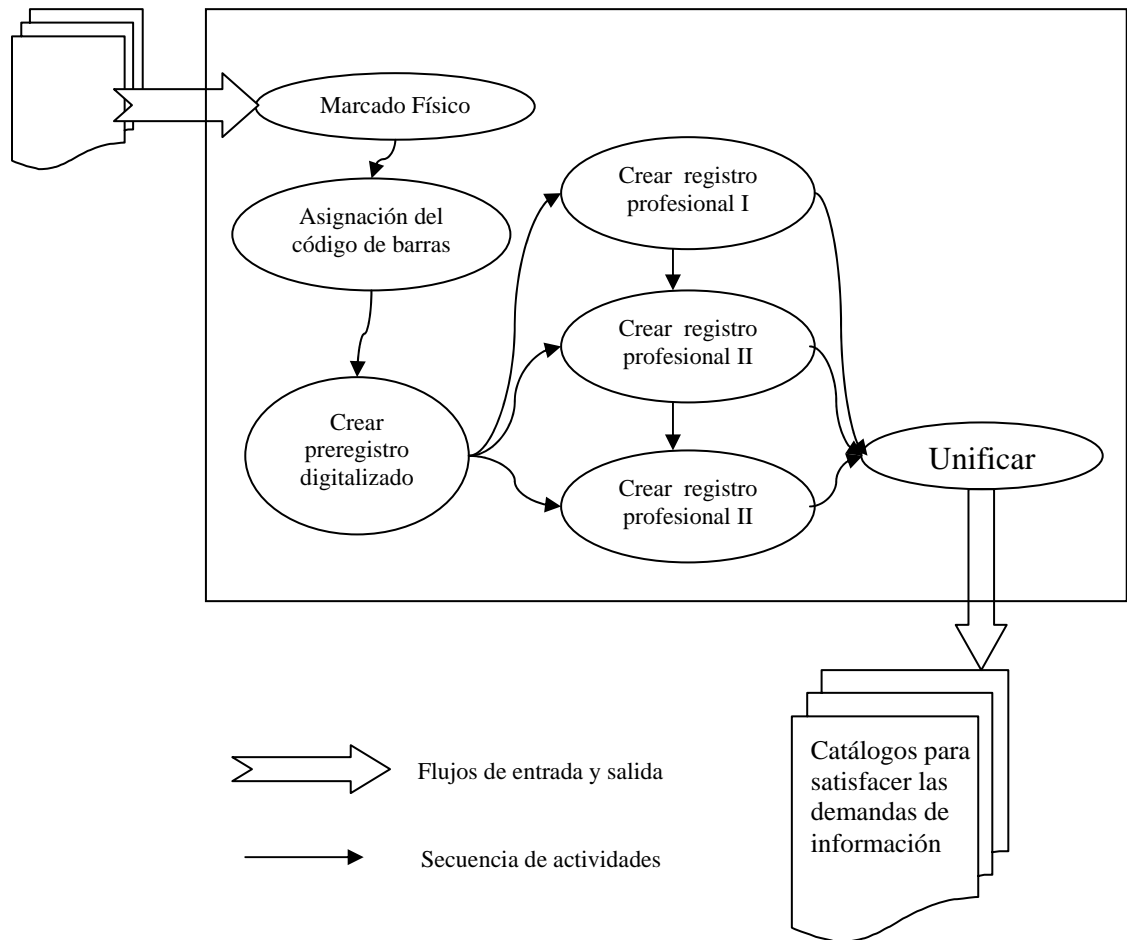 Marcado Físico
Asignación del
código de barras
Crear
preregistro
digitalizado
Crear registro
profesional I
Crear registro
profesional II
Crear registro
profesional II
Unificar
Catálogos para
satisfacer las
demandas de
información
Flujos de entrada y salida
Secuencia de actividades